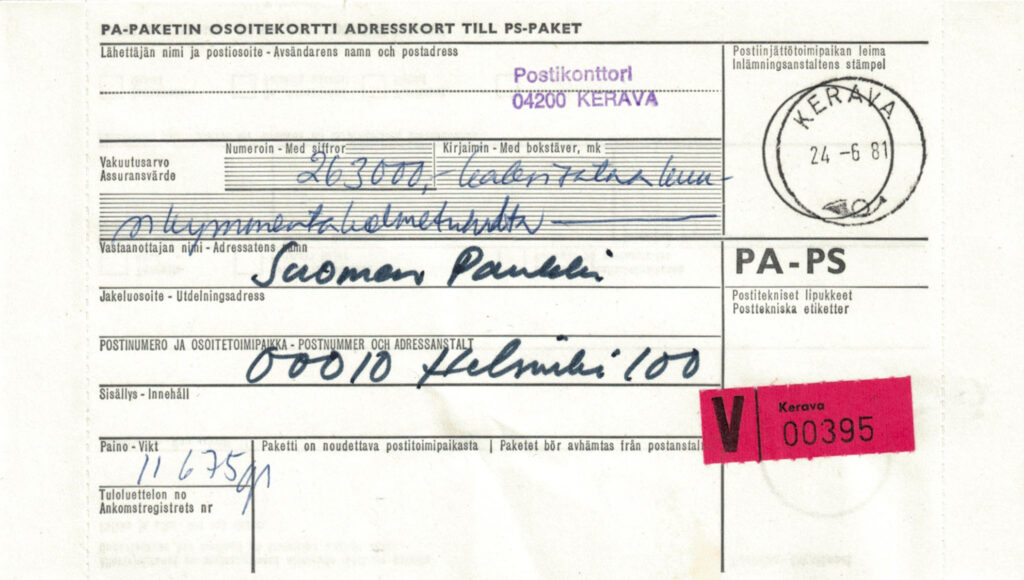 PA-PAKETIN OSOITEKORTTI ADRESSKORT TILL PS-PAKET
Lähettäjän nimi ja postiosoite - Avsändarens namn och postadress
Postikonttori
04200 KERAVA
Postiinjättötoimipaikan leima
Inlämningsanstaltens stämpel
KERAVA
24 -6 81
Vakuutusarvo
Assuransvärde
Numeroin - Med siffror
Kirjaimin - Med bokstäver, mk
263000,- kaksisataakuu-
sikymmentäkolmetuhatta
Vastaanottajan nimi - Adressatens namn
Suomen Pankki
PA-PS
Jakeluosoite - Utdelningsadress
Postitekniset lipukkeet
Posttekniska etiketter
POSTINUMERO JA OSOITETOIMIPAIKKA - POSTNUMMER OCH ADRESSANSTALT
00010 Helsinki 100
Sisällys - Innehåll
V Kerava
00395
Paino - Vikt
11 675 gr
Paketti on noudettava postitoimipaikasta
Paketet bör avhämtas från postanstalt
Tuloluettelon no
Ankomstregistrets nr